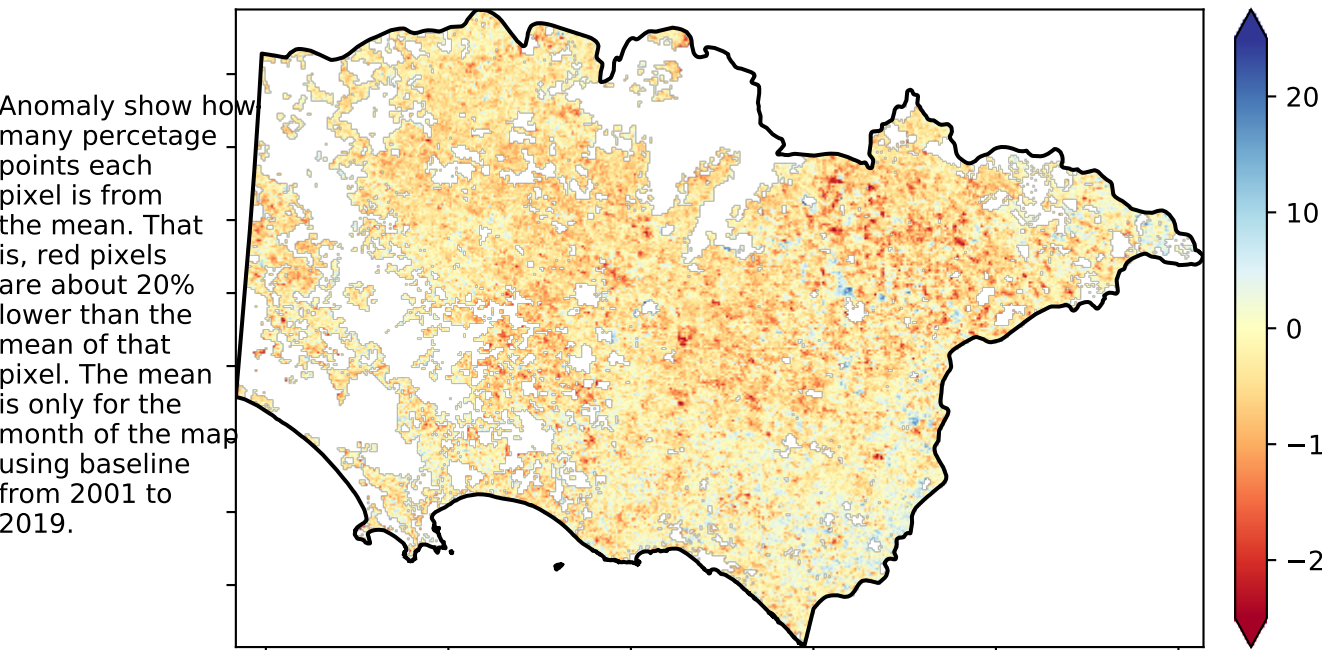 Anomaly show how
many percetage
points each
pixel is from
the mean. That
is, red pixels
are about 20%
lower than the
mean of that
pixel. The mean
is only for the
month of the map
using baseline
from 2001 to
2019.
20
10
0
−1
−2